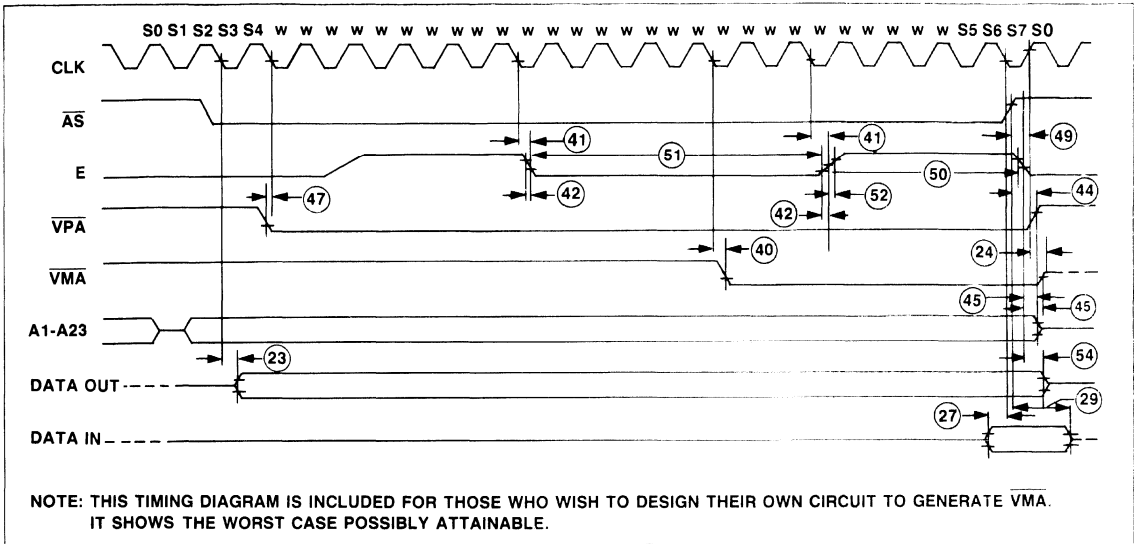 S0 S1 S2 S3 S4 w w w w w w w w w w w w w w w w w w w w w w w w w w w w S5 S6 S7 S0
CLK
AS
41
41
49
E
51
50
47
42
52
44
VPA
42
40
24
VMA
45
45
A1-A23
23
54
DATA OUT
29
27
DATA IN
NOTE: THIS TIMING DIAGRAM IS INCLUDED FOR THOSE WHO WISH TO DESIGN THEIR OWN CIRCUIT TO GENERATE VMA.
IT SHOWS THE WORST CASE POSSIBLY ATTAINABLE.